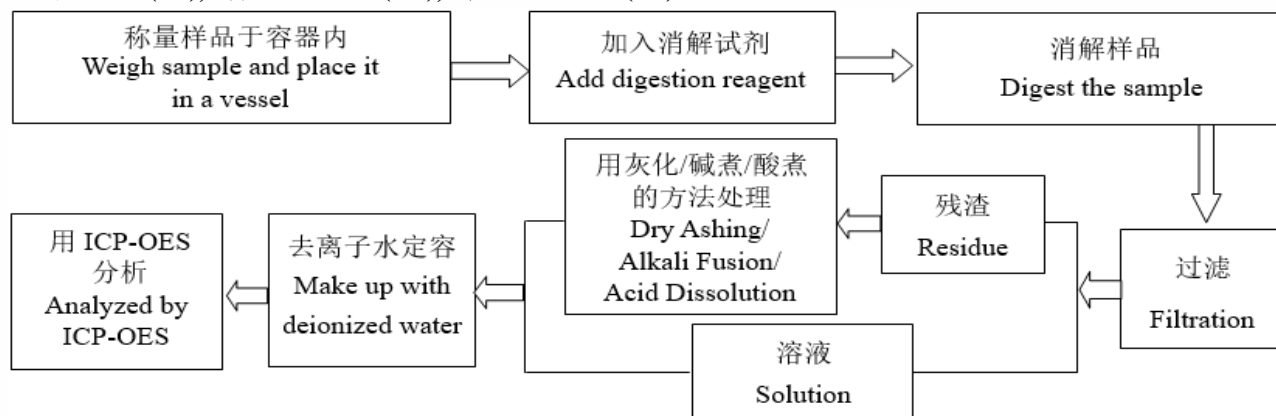 称量样品于容器内
Weigh sample and place it
in a vessel
加入消解试剂
Add digestion reagent
消解样品
Digest the sample
过滤
Filtration
残渣
Residue
用灰化/碱煮/酸煮
的方法处理
Dry Ashing/
Alkali Fusion/
Acid Dissolution
溶液
Solution
去离子水定容
Make up with
deionized water
用 ICP-OES
分析
Analyzed by
ICP-OES